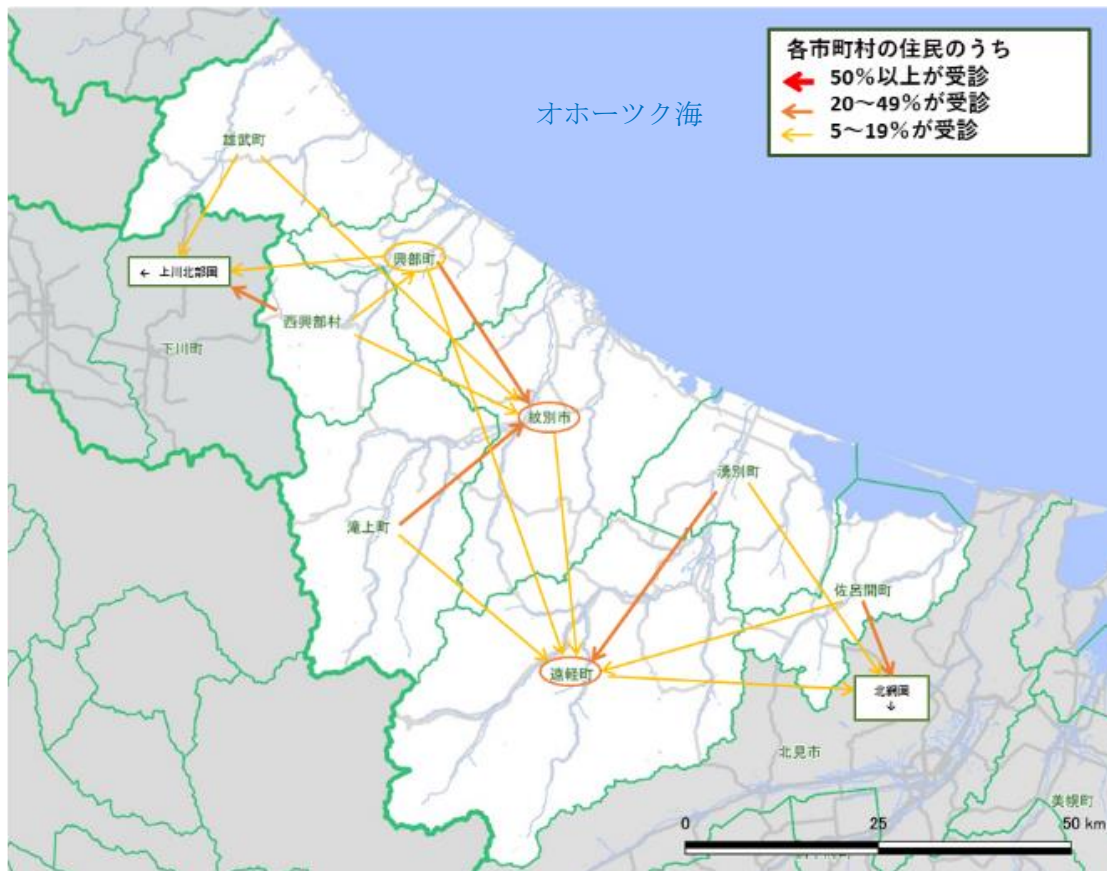 各市町村の住民のうち
50%以上が受診
20～49%が受診
5～19%が受診
オホーツク海
雄武町
興部町
← 上川北部圏
西興部村
下川町
紋別市
湧別町
滝上町
佐呂間町
遠軽町
北網圏
↓
北見市
美幌町
0 25 50 km